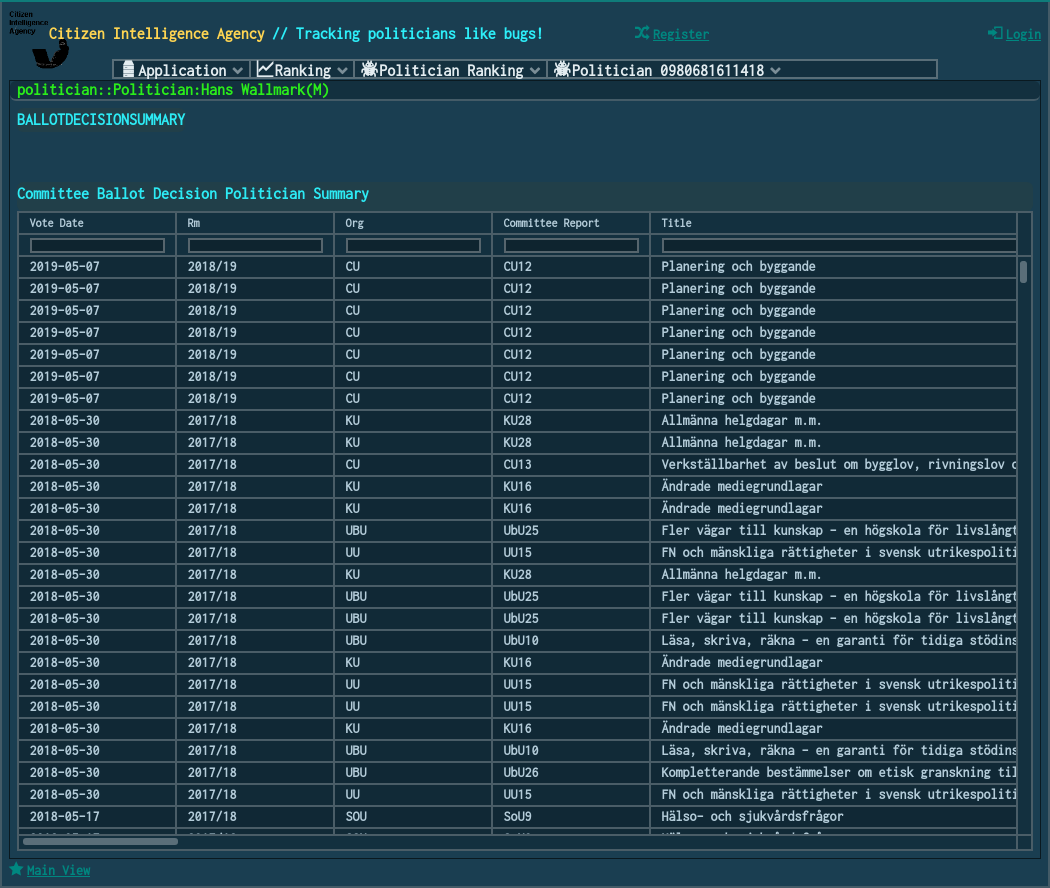 Citizen
Intelligence
Agency
Citizen Intelligence Agency // Tracking politicians like bugs!
Register
Login
Application Ranking Politician Ranking Politician 0980681611418
politician::Politician:Hans Wallmark(M)
BALLOTDECISIONSUMMARY
Committee Ballot Decision Politician Summary
Vote Date Rm Org Committee Report Title
2019-05-07 2018/19 CU CU12 Planering och byggande
2019-05-07 2018/19 CU CU12 Planering och byggande
2019-05-07 2018/19 CU CU12 Planering och byggande
2019-05-07 2018/19 CU CU12 Planering och byggande
2019-05-07 2018/19 CU CU12 Planering och byggande
2019-05-07 2018/19 CU CU12 Planering och byggande
2019-05-07 2018/19 CU CU12 Planering och byggande
2018-05-30 2017/18 KU KU28 Allmänna helgdagar m.m.
2018-05-30 2017/18 KU KU28 Allmänna helgdagar m.m.
2018-05-30 2017/18 CU CU13 Verkställbarhet av beslut om bygglov, rivningslov
2018-05-30 2017/18 KU KU16 Ändrade mediegrundlagar
2018-05-30 2017/18 KU KU16 Ändrade mediegrundlagar
2018-05-30 2017/18 UBU UbU25 Fler vägar till kunskap – en högskola för livslångt
2018-05-30 2017/18 UU UU15 FN och mänskliga rättigheter i svensk utrikespoliti
2018-05-30 2017/18 KU KU28 Allmänna helgdagar m.m.
2018-05-30 2017/18 UBU UbU25 Fler vägar till kunskap – en högskola för livslångt
2018-05-30 2017/18 UBU UbU25 Fler vägar till kunskap – en högskola för livslångt
2018-05-30 2017/18 UBU UbU10 Läsa, skriva, räkna – en garanti för tidiga stödins
2018-05-30 2017/18 KU KU16 Ändrade mediegrundlagar
2018-05-30 2017/18 UU UU15 FN och mänskliga rättigheter i svensk utrikespoliti
2018-05-30 2017/18 UU UU15 FN och mänskliga rättigheter i svensk utrikespoliti
2018-05-30 2017/18 KU KU16 Ändrade mediegrundlagar
2018-05-30 2017/18 UBU UbU10 Läsa, skriva, räkna – en garanti för tidiga stödins
2018-05-30 2017/18 UBU UbU26 Kompletterande bestämmelser om etisk granskning til
2018-05-30 2017/18 UU UU15 FN och mänskliga rättigheter i svensk utrikespoliti
2018-05-17 2017/18 SOU SoU9 Hälso- och sjukvårdsfrågor
Main View